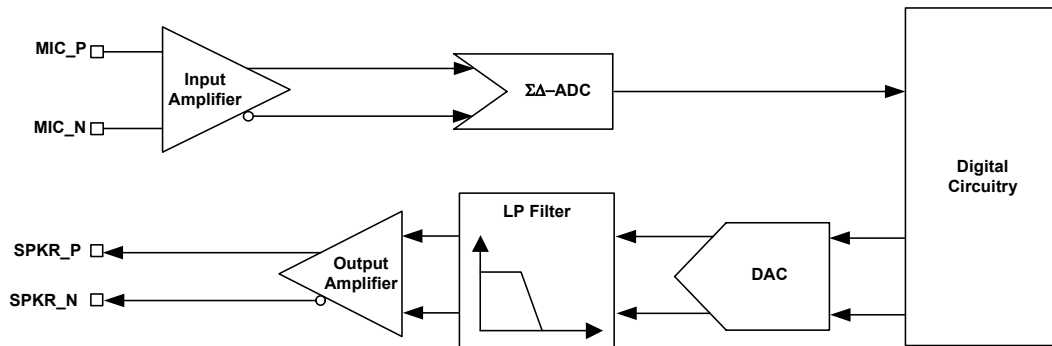 MIC_P
MIC_N
Input
Amplifier
ΣΔ–ADC
Digital
Circuitry
LP Filter
SPKR_P
SPKR_N
Output
Amplifier
DAC